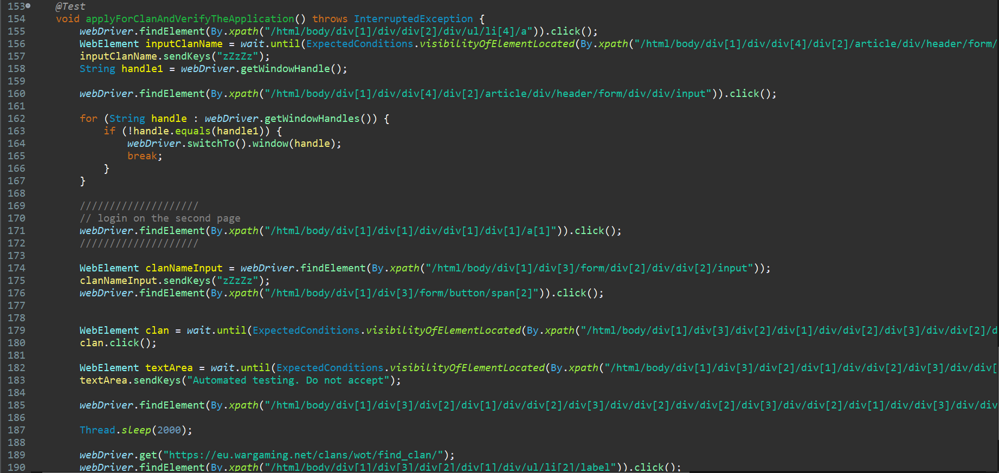 153 @Test
154 void applyForClanAndVerifyTheApplication() throws InterruptedException {
155 webDriver.findElement(By.xpath("/html/body/div[1]/div/div[2]/div/ul/li[4]/a")).click();
156 WebElement inputClanName = wait.until(ExpectedConditions.visibilityOfElementLocated(By.xpath("/html/body/div[1]/div/div[4]/div[2]/article/div/header/form/
157 inputClanName.sendKeys("zZzZz");
158 String handle1 = webDriver.getWindowHandle();
159
160 webDriver.findElement(By.xpath("/html/body/div[1]/div/div[4]/div[2]/article/div/header/form/div/div/input")).click();
161
162 for (String handle : webDriver.getWindowHandles()) {
163 if (!handle.equals(handle1)) {
164 webDriver.switchTo().window(handle);
165 break;
166 }
167 }
168
169 ////////////////////
170 // login on the second page
171 webDriver.findElement(By.xpath("/html/body/div[1]/div[1]/div/div[1]/div[1]/a[1]")).click();
172 ////////////////////
173
174 WebElement clanNameInput = webDriver.findElement(By.xpath("/html/body/div[1]/div[3]/form/div[2]/div/div[2]/input"));
175 clanNameInput.sendKeys("zZzZz");
176 webDriver.findElement(By.xpath("/html/body/div[1]/div[3]/form/button/span[2]")).click();
177
178
179 WebElement clan = wait.until(ExpectedConditions.visibilityOfElementLocated(By.xpath("/html/body/div[1]/div[3]/div[2]/div[1]/div/div[2]/div[3]/div/div[2]/d
180 clan.click();
181
182 WebElement textArea = wait.until(ExpectedConditions.visibilityOfElementLocated(By.xpath("/html/body/div[1]/div[3]/div[2]/div[1]/div/div[2]/div[3]/div/div[
183 textArea.sendKeys("Automated testing. Do not accept");
184
185 webDriver.findElement(By.xpath("/html/body/div[1]/div[3]/div[2]/div[1]/div/div[2]/div[3]/div/div[2]/div/div[2]/div[3]/div/div[2]/div[1]/div/div[3]/div/div
186
187 Thread.sleep(2000);
188
189 webDriver.get("https://eu.wargaming.net/clans/wot/find_clan/");
190 webDriver.findElement(By.xpath("/html/body/div[1]/div[3]/div[2]/div[1]/div/ul/li[2]/label")).click();